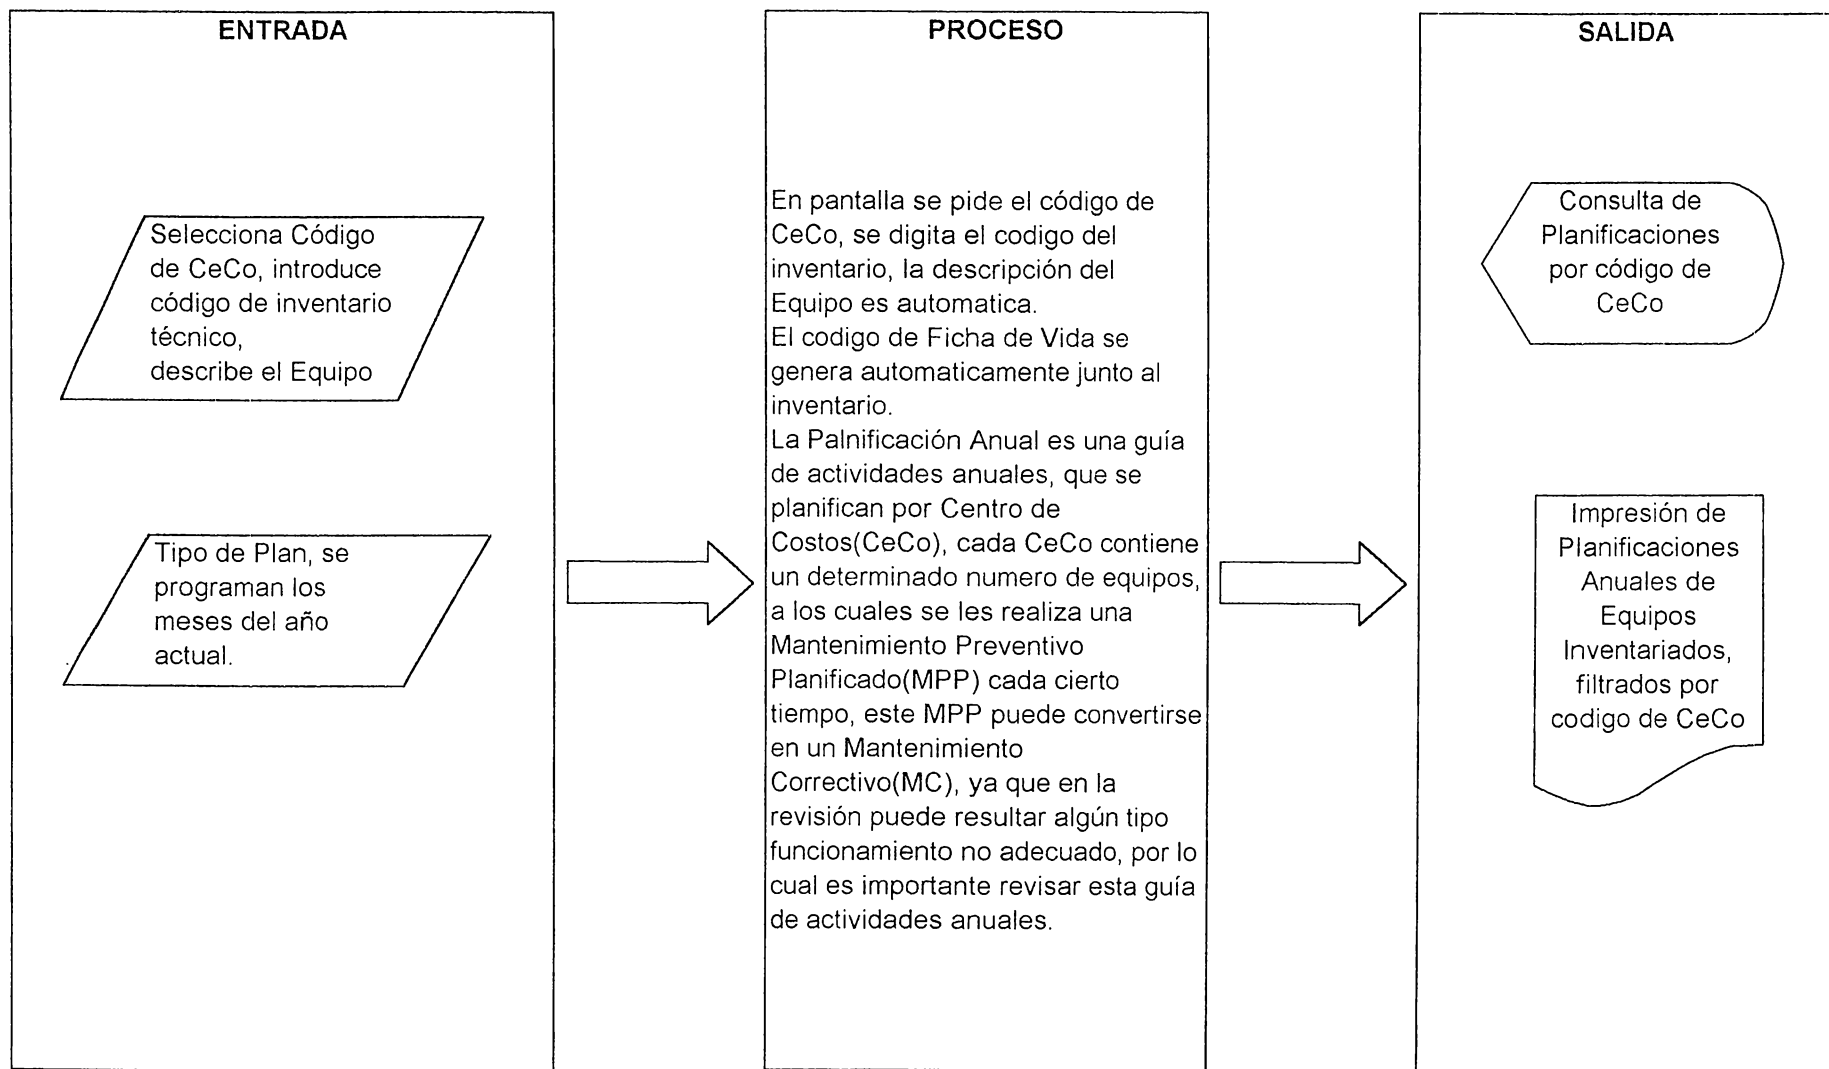 ENTRADA
Selecciona Código
de CeCo, introduce
código de inventario
técnico,
describe el Equipo
Tipo de Plan, se
programan los
meses del año
actual.
PROCESO
En pantalla se pide el código de
CeCo, se digita el codigo del
inventario, la descripción del
Equipo es automatica.
El codigo de Ficha de Vida se
genera automaticamente junto al
inventario.
La Palnificación Anual es una guía
de actividades anuales, que se
planifican por Centro de
Costos(CeCo), cada CeCo contiene
un determinado numero de equipos,
a los cuales se les realiza una
Mantenimiento Preventivo
Planificado(MPP) cada cierto
tiempo, este MPP puede convertirse
en un Mantenimiento
Correctivo(MC), ya que en la
revisión puede resultar algún tipo
funcionamiento no adecuado, por lo
cual es importante revisar esta guía
de actividades anuales.
SALIDA
Consulta de
Planificaciones
por código de
CeCo
Impresión de
Planificaciones
Anuales de
Equipos
Inventariados,
filtrados por
codigo de CeCo